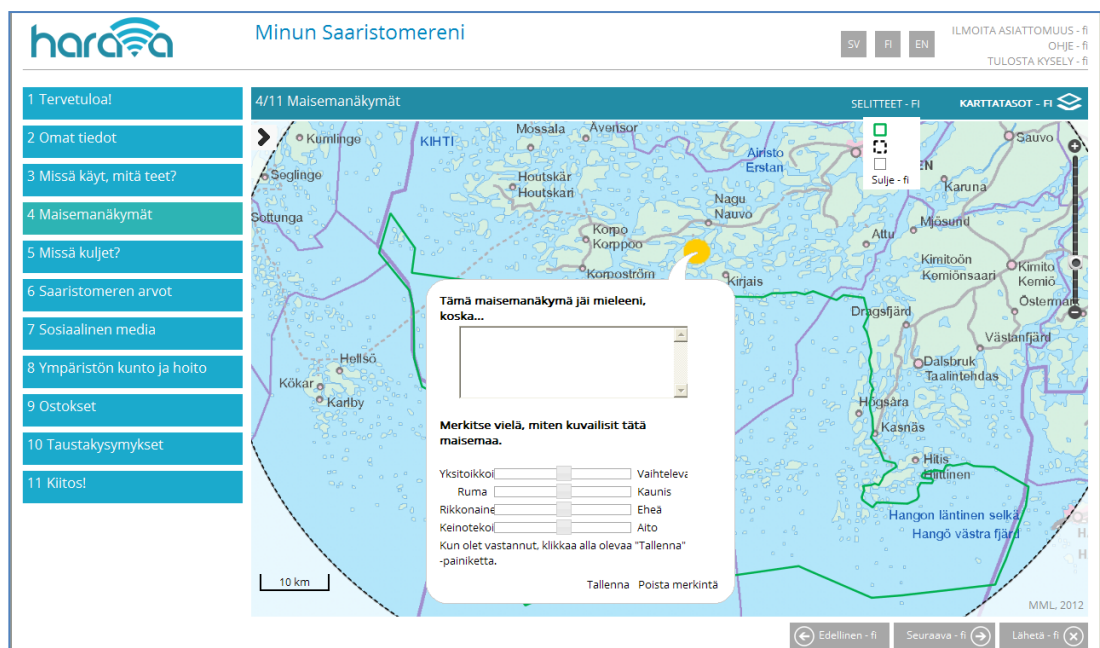 harava
Minun Saaristomereni
SV
FI
EN
ILMOITA ASIATTOMUUS - fi
OHJE - fi
TULOSTA KYSELY - fi
1 Tervetuloa!
2 Omat tiedot
3 Missä käyt, mitä teet?
4 Maisemanäkymät
5 Missä kuljet?
6 Saaristomeren arvot
7 Sosiaalinen media
8 Ympäristön kunto ja hoito
9 Ostokset
10 Taustakysymykset
11 Kiitos!
4/11 Maisemanäkymät
SELITTEET - FI
KARTTATASOT - FI
Sulje - fi
Kumlinge
KIHTI
Mossala
Åvensor
Airisto
Erstan
EN
Sauvo
Seglinge
Houtskär
Houtskari
Karuna
Sottunga
Nagu
Nauvo
Korpo
Korppoo
Attu
Mjösund
Korpoström
Kirjais
Kimitoön
Kemiönsaari
Kimito
Kemiö
Dragsfjärd
Östermark
Västanfjärd
Hellsö
Kökar
Karlby
Dalsbruk
Taalintehdas
Högsåra
Kasnäs
Hitis
Hiittinen
Hangon läntinen selkä
Hangö västra fjärd
H
H
Tämä maisemanäkymä jäi mieleeni,
koska...
Merkitse vielä, miten kuvailisit tätä
maisemaa.
Yksitoikkoi
Vaihteleva
Ruma
Kaunis
Rikkonaine
Eheä
Keinotekoi
Aito
Kun olet vastannut, klikkaa alla olevaa "Tallenna"
-painiketta.
Tallenna
Poista merkintä
10 km
MML, 2012
Edellinen - fi
Seuraava - fi
Lähetä - fi